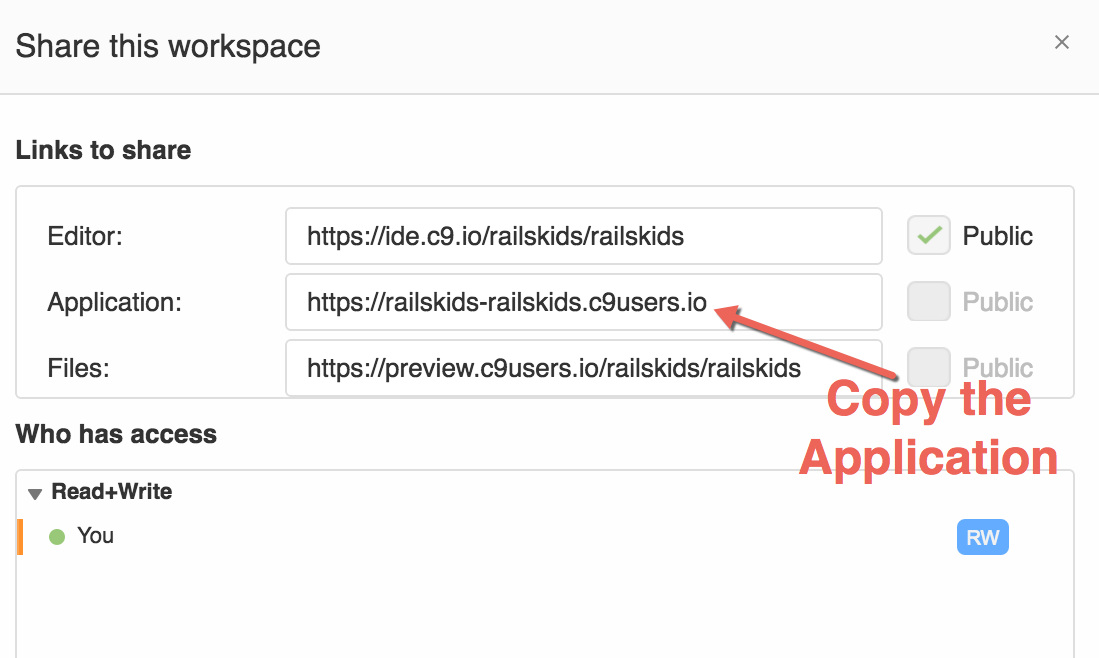 Share this workspace
Links to share
Editor: https://ide.c9.io/railskids/railskids Public
Application: https://railskids-railskids.c9users.io Public
Files: https://preview.c9users.io/railskids/railskids Public
Copy the
Application
Who has access
Read+Write
You RW